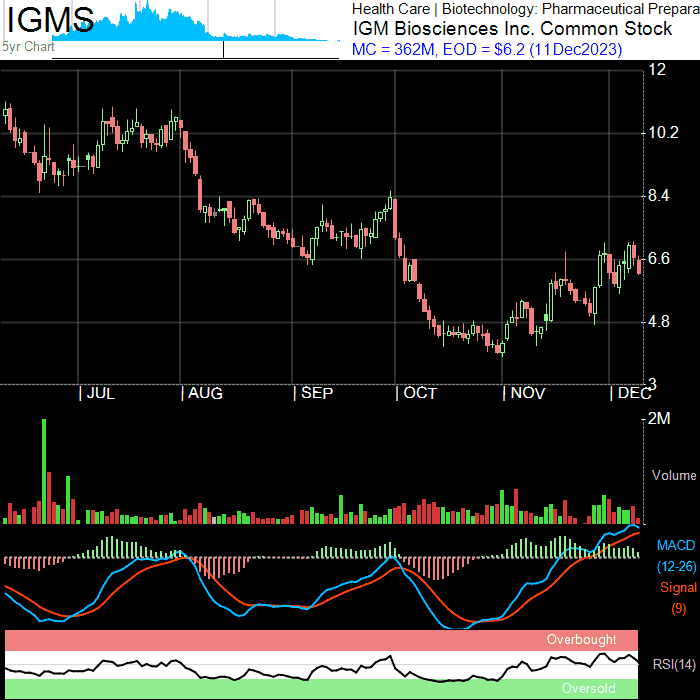 IGMS
5yr Chart
Health Care | Biotechnology: Pharmaceutical Prepara
IGM Biosciences Inc. Common Stock
MC = 362M, EOD = $6.2 (11Dec2023)
12
10.2
8.4
6.6
4.8
3
| JUL | AUG | SEP | OCT | NOV | DEC
2M
Volume
MACD
(12-26)
Signal
(9)
Overbought
RSI(14)
Oversold